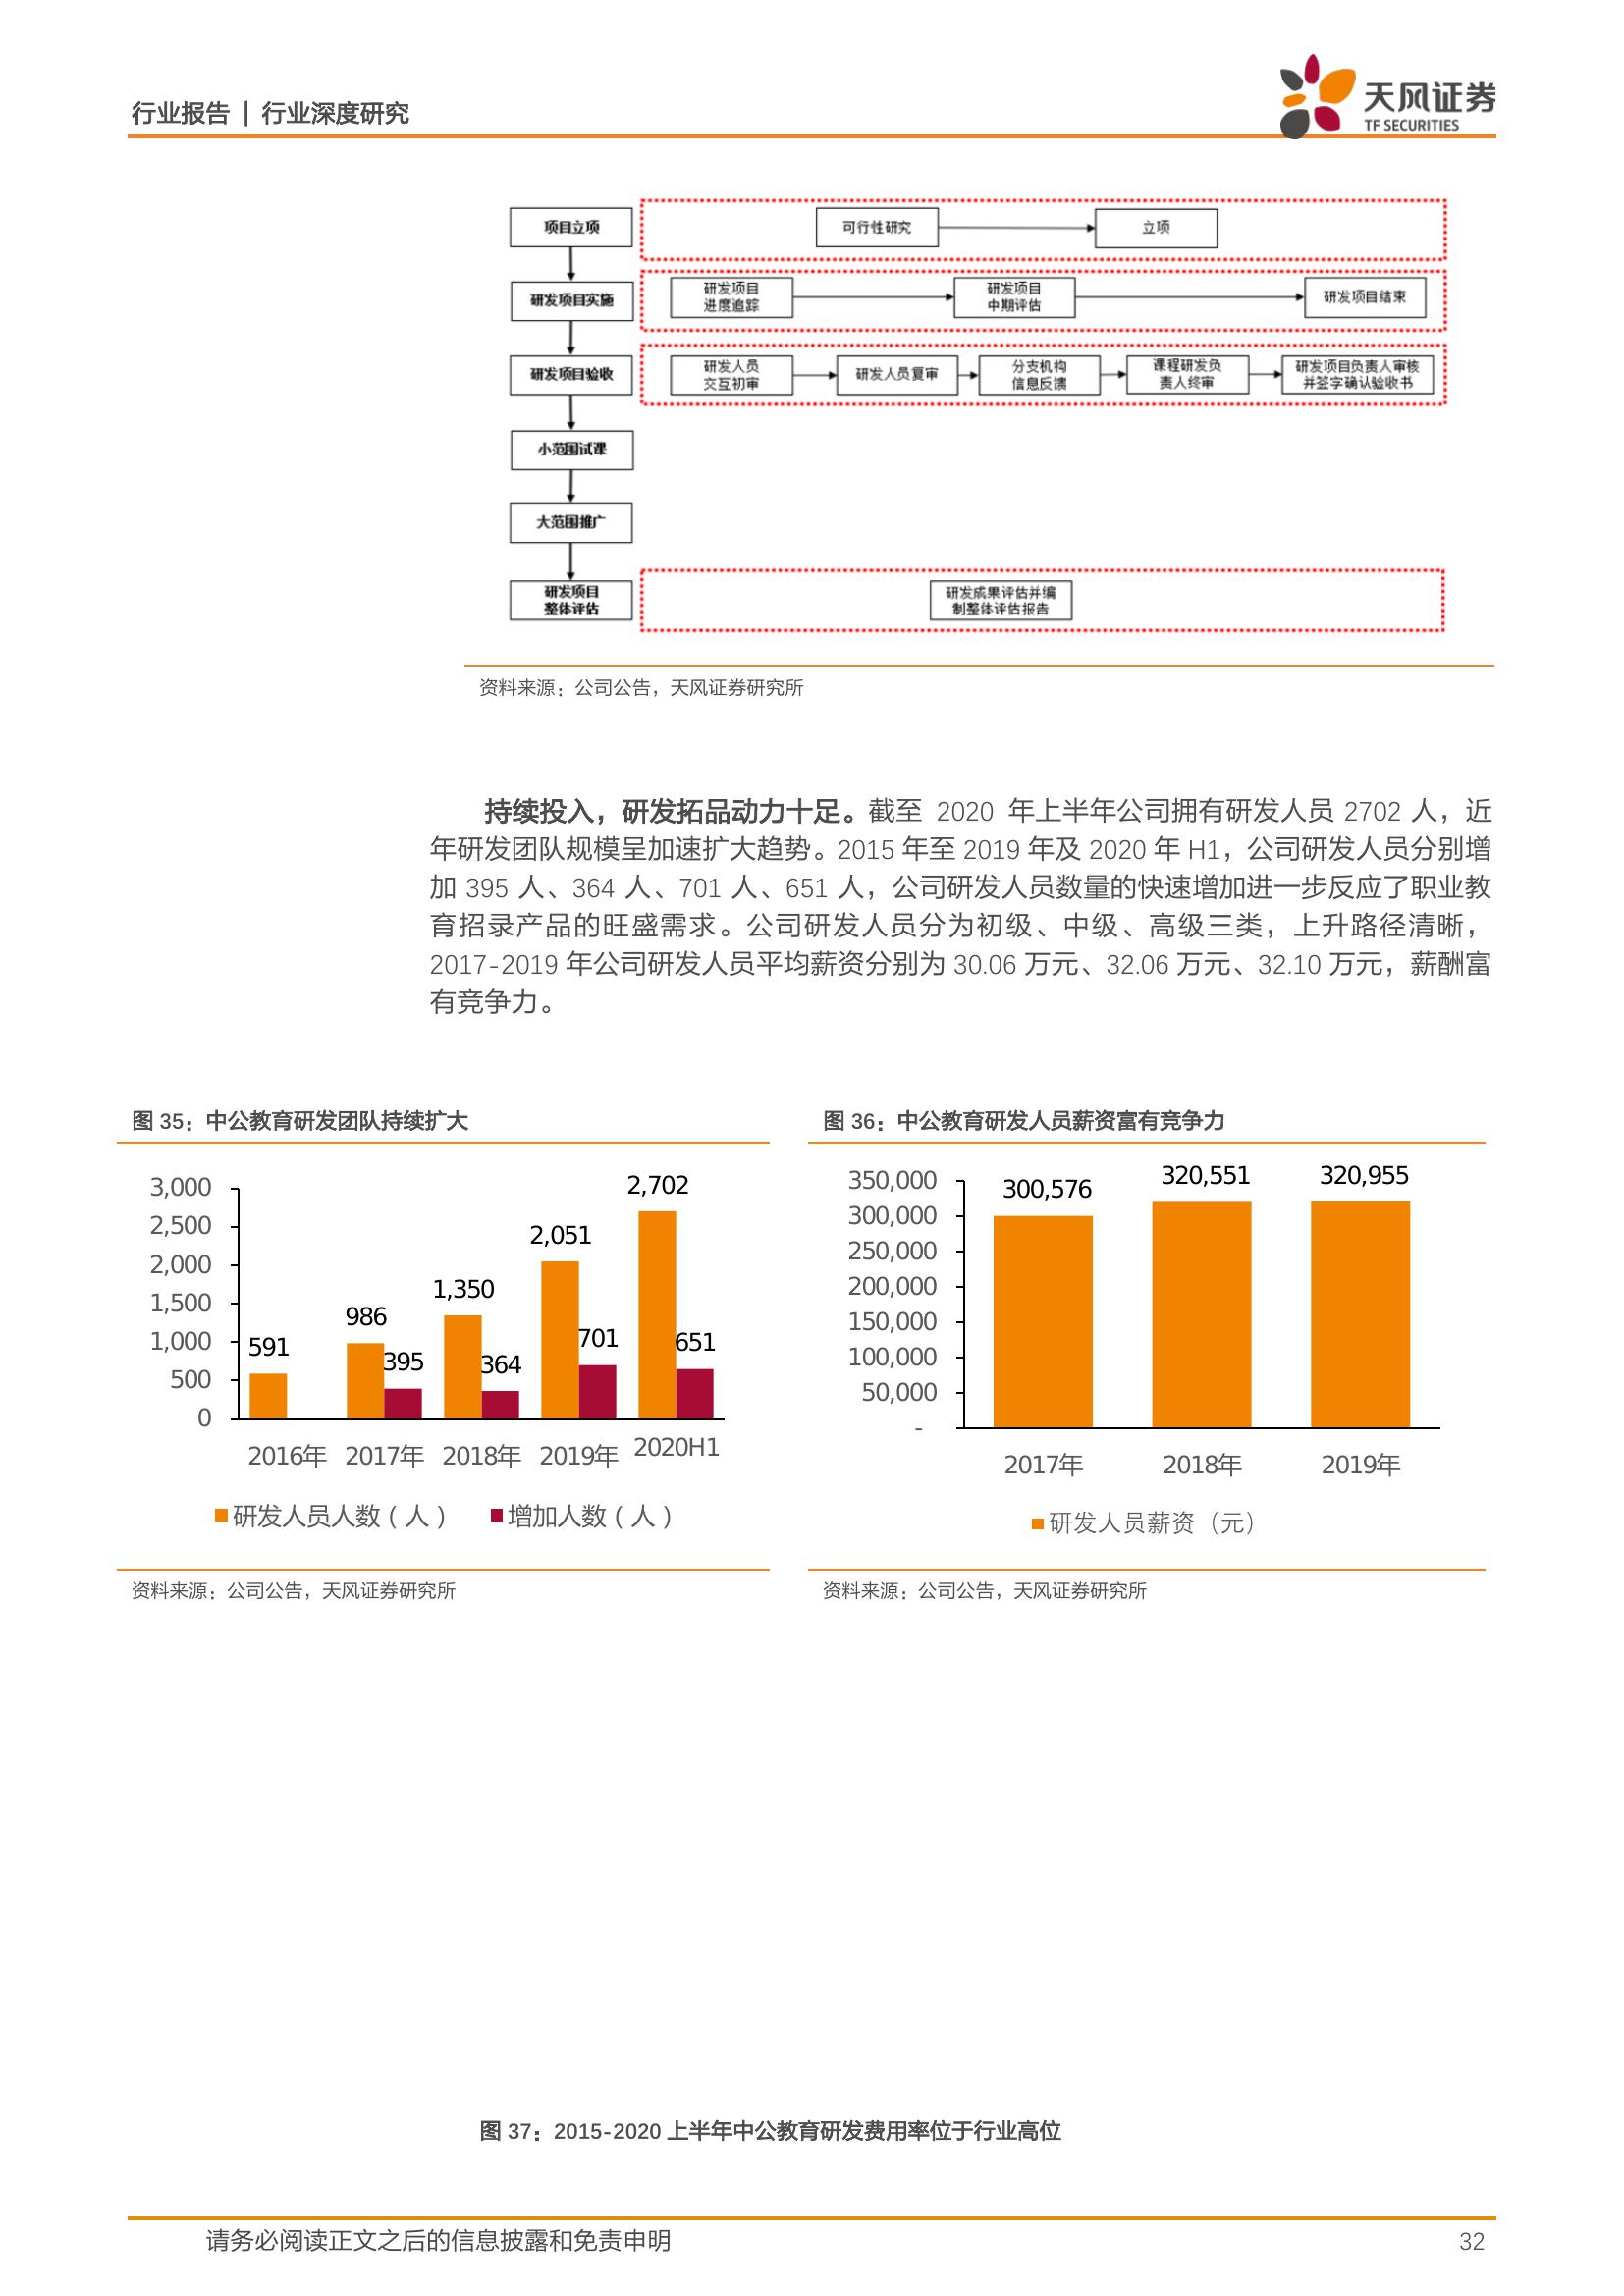 行业报告 | 行业深度研究
天风证券
TF SECURITIES
项目立项
可行性研究
立项
研发项目实施
研发项目
进度追踪
研发项目
中期评估
研发项目结束
研发项目验收
研发人员
交互初审
研发人员复审
分支机构
信息反馈
课程研发负
责人终审
研发项目负责人审核
并签字确认验收书
小范围试课
大范围推广
研发项目
整体评估
研发成果评估并编
制整体评估报告
资料来源：公司公告，天风证券研究所
持续投入，研发拓品动力十足。截至 2020 年上半年公司拥有研发人员 2702 人，近
年研发团队规模呈加速扩大趋势。2015 年至 2019 年及 2020 年 H1，公司研发人员分别增
加 395 人、364 人、701 人、651 人，公司研发人员数量的快速增加进一步反应了职业教
育招录产品的旺盛需求。公司研发人员分为初级、中级、高级三类，上升路径清晰，
2017-2019 年公司研发人员平均薪资分别为 30.06 万元、32.06 万元、32.10 万元，薪酬富
有竞争力。
图 35：中公教育研发团队持续扩大
3,000
2,500
2,000
1,500
1,000
500
0
591
986
395
1,350
364
2,051
701
2,702
651
2016年 2017年 2018年 2019年 2020H1
研发人员人数（人） 增加人数（人）
资料来源：公司公告，天风证券研究所
图 36：中公教育研发人员薪资富有竞争力
350,000
300,000
250,000
200,000
150,000
100,000
50,000
-
300,576
320,551
320,955
2017年 2018年 2019年
研发人员薪资（元）
资料来源：公司公告，天风证券研究所
图 37：2015-2020 上半年中公教育研发费用率位于行业高位
请务必阅读正文之后的信息披露和免责申明 32